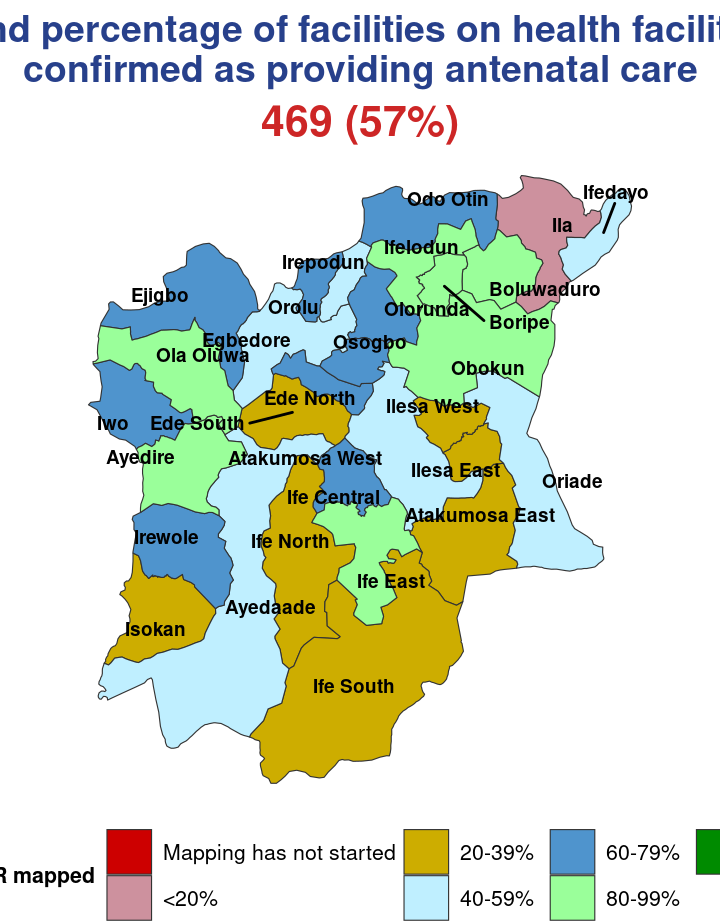 percentage of facilities on health
confirmed as providing antenatal care
469 (57%)
Ifedayo
Odo Otin
Ila
Ifelodun
Irepodun
Boluwaduro
Ejigbo
Orolu
Olorunda
Boripe
Egbedore
Osogbo
Ola Oluwa
Obokun
Ede North
Ilesa West
Iwo
Ede South
Ayedire
Atakumosa West
Ilesa East
Oriade
Ife Central
Atakumosa East
Irewole
Ife North
Ife East
Ayedaade
Isokan
Ife South
Mapping has not started
20-39%
60-79%
mapped
<20%
40-59%
80-99%